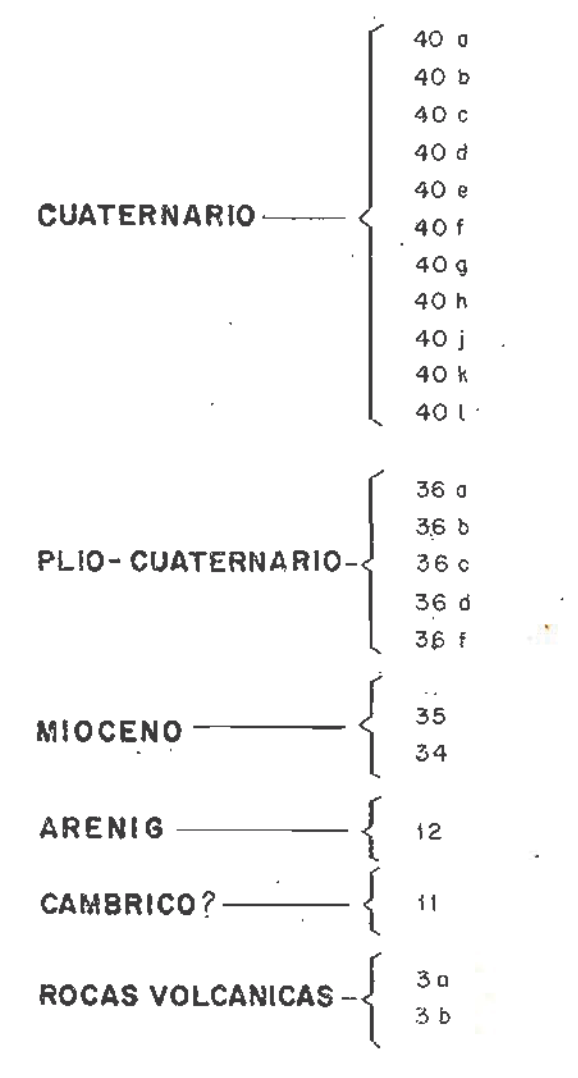 40 a
40 b
40 c
40 d
40 e
CUATERNARIO
40 f
40 g
40 h
40 j
40 k
40 l
36 a
36 b
PLIO-CUATERNARIO
36 c
36 d
36 f
35
MIOCENO
34
ARENIG
12
CAMBRICO?
11
3 a
ROCAS VOLCANICAS
3 b